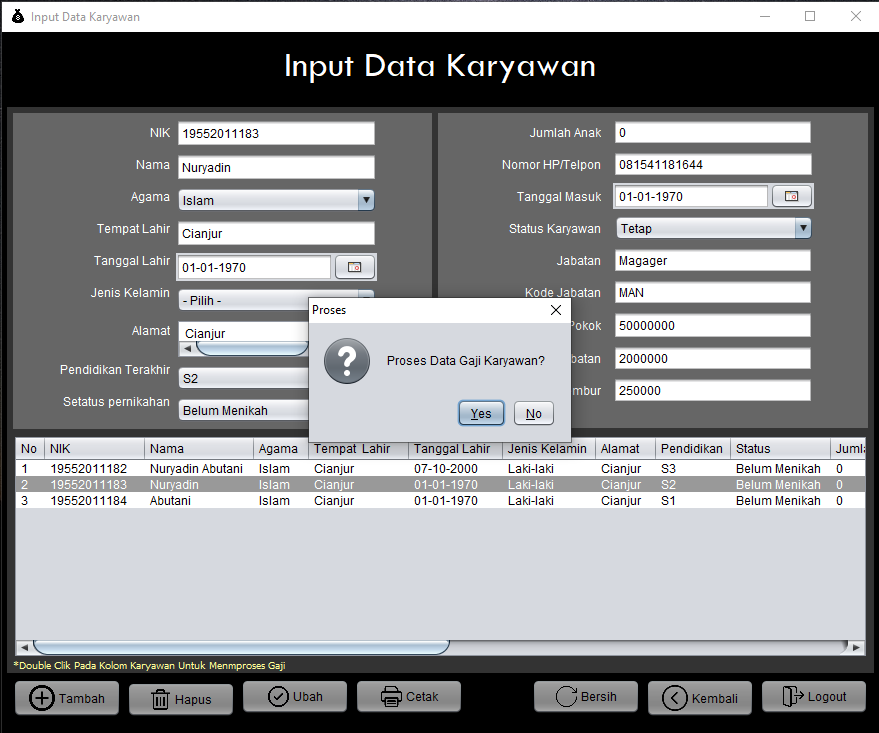 Input Data Karyawan
Input Data Karyawan
NIK 19552011183
Nama Nuryadin
Agama Islam
Tempat Lahir Cianjur
Tanggal Lahir 01-01-1970
Jenis Kelamin - Pilih -
Alamat Cianjur
Pendidikan Terakhir S2
Setatus pernikahan Belum Menikah
Jumlah Anak 0
Nomor HP/Telpon 081541181644
Tanggal Masuk 01-01-1970
Status Karyawan Tetap
Jabatan Magager
Kode Jabatan MAN
Pokok 50000000
batan 2000000
mbur 250000
Proses
Proses Data Gaji Karyawan?
Yes No
No NIK Nama Agama Tempat Lahir Tanggal Lahir Jenis Kelamin Alamat Pendidikan Status Jumla
1 19552011182 Nuryadin Abutani Islam Cianjur 07-10-2000 Laki-laki Cianjur S3 Belum Menikah 0
2 19552011183 Nuryadin Islam Cianjur 01-01-1970 Laki-laki Cianjur S2 Belum Menikah 0
3 19552011184 Abutani Islam Cianjur 01-01-1970 Laki-laki Cianjur S1 Belum Menikah 0
*Double Clik Pada Kolom Karyawan Untuk Menmproses Gaji
Tambah Hapus Ubah Cetak Bersih Kembali Logout